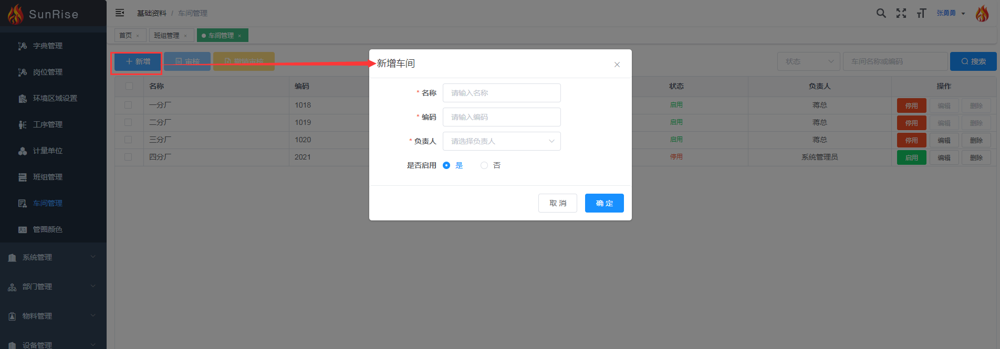 SunRise
基础资料 / 车间管理
张勇勇
首页 ×
班组管理 ×
车间管理 ×
字典管理
岗位管理
环境区域设置
工序管理
计量单位
班组管理
车间管理
管圈颜色
系统管理
部门管理
物料管理
设备管理
新增
审核
撤销审核
状态
车间名称或编码
搜索
名称 编码 状态 负责人 操作
一分厂 1018 启用 蒋总 停用 编辑 删除
二分厂 1019 启用 蒋总 停用 编辑 删除
三分厂 1020 启用 蒋总 停用 编辑 删除
四分厂 2021 停用 系统管理员 启用 编辑 删除
新增车间
* 名称 请输入名称
* 编码 请输入编码
* 负责人 请选择负责人
是否启用 是 否
取 消 确 定